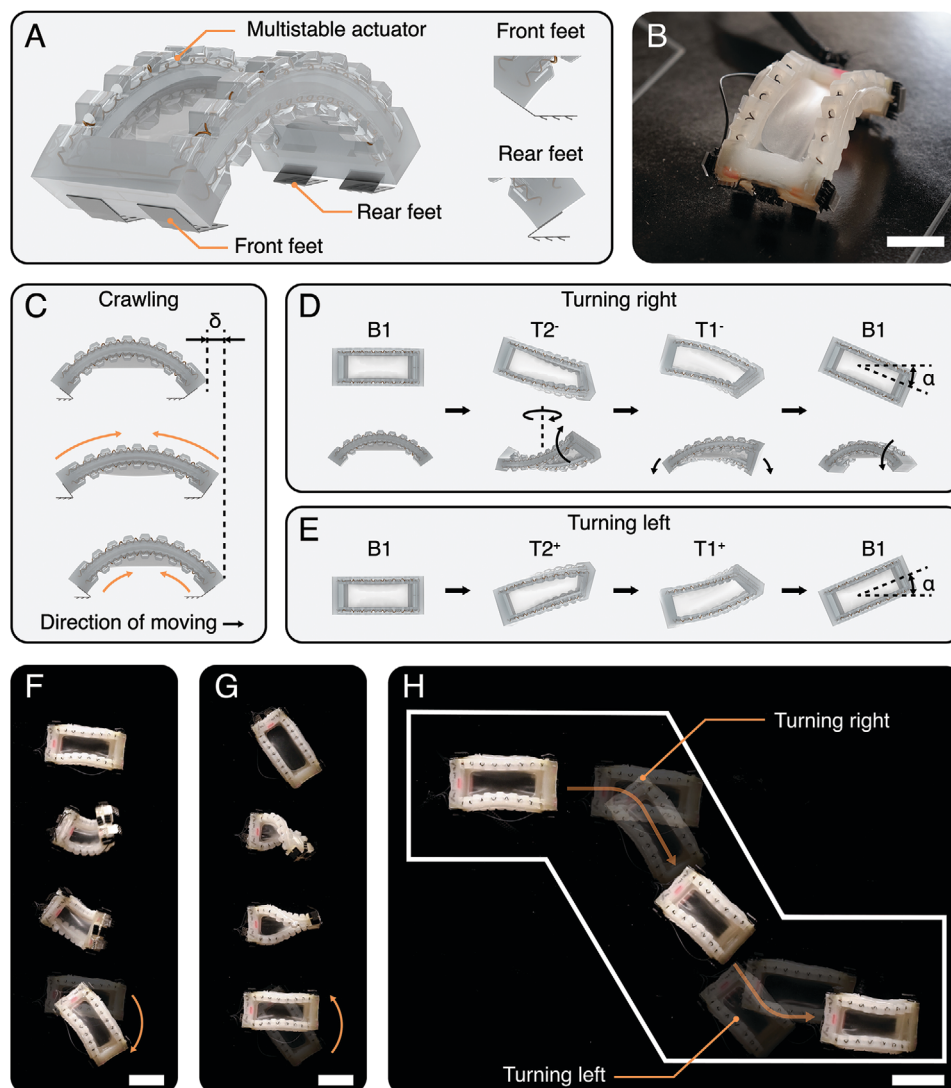 A
Multistable actuator
Front feet
Rear feet
Rear feet
Front feet
B
C
Crawling
δ
Direction of moving
D
Turning right
B1
T2⁻
T1⁻
B1
α
E
Turning left
B1
T2⁺
T1⁺
B1
α
F
G
H
Turning right
Turning left